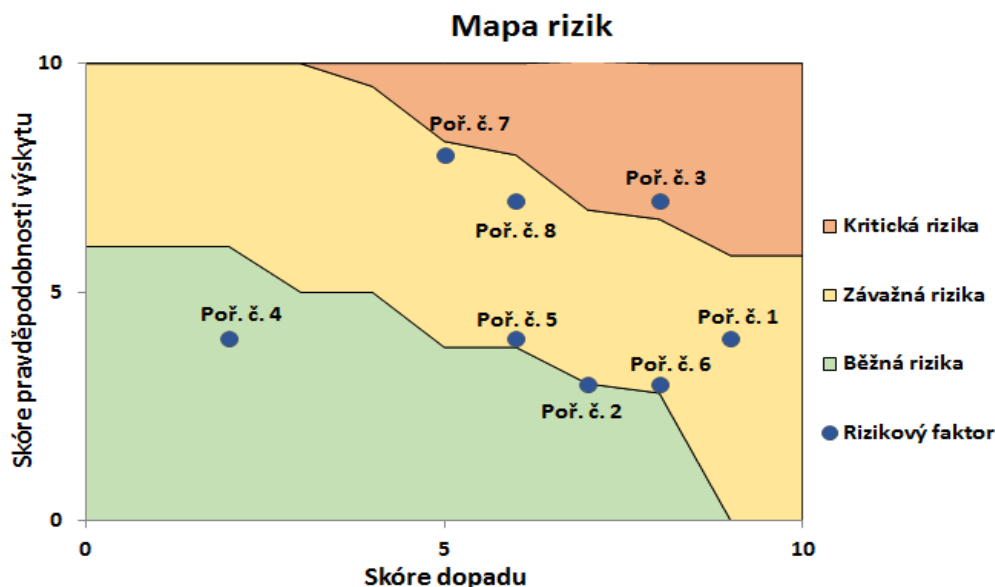 Mapa rizik
Skóre pravděpodobnosti výskytu
10
5
0
Poř. č. 7
Poř. č. 3
Poř. č. 8
Poř. č. 4
Poř. č. 5
Poř. č. 1
Poř. č. 6
Poř. č. 2
0
5
10
Skóre dopadu
Kritická rizika
Závažná rizika
Běžná rizika
Rizikový faktor